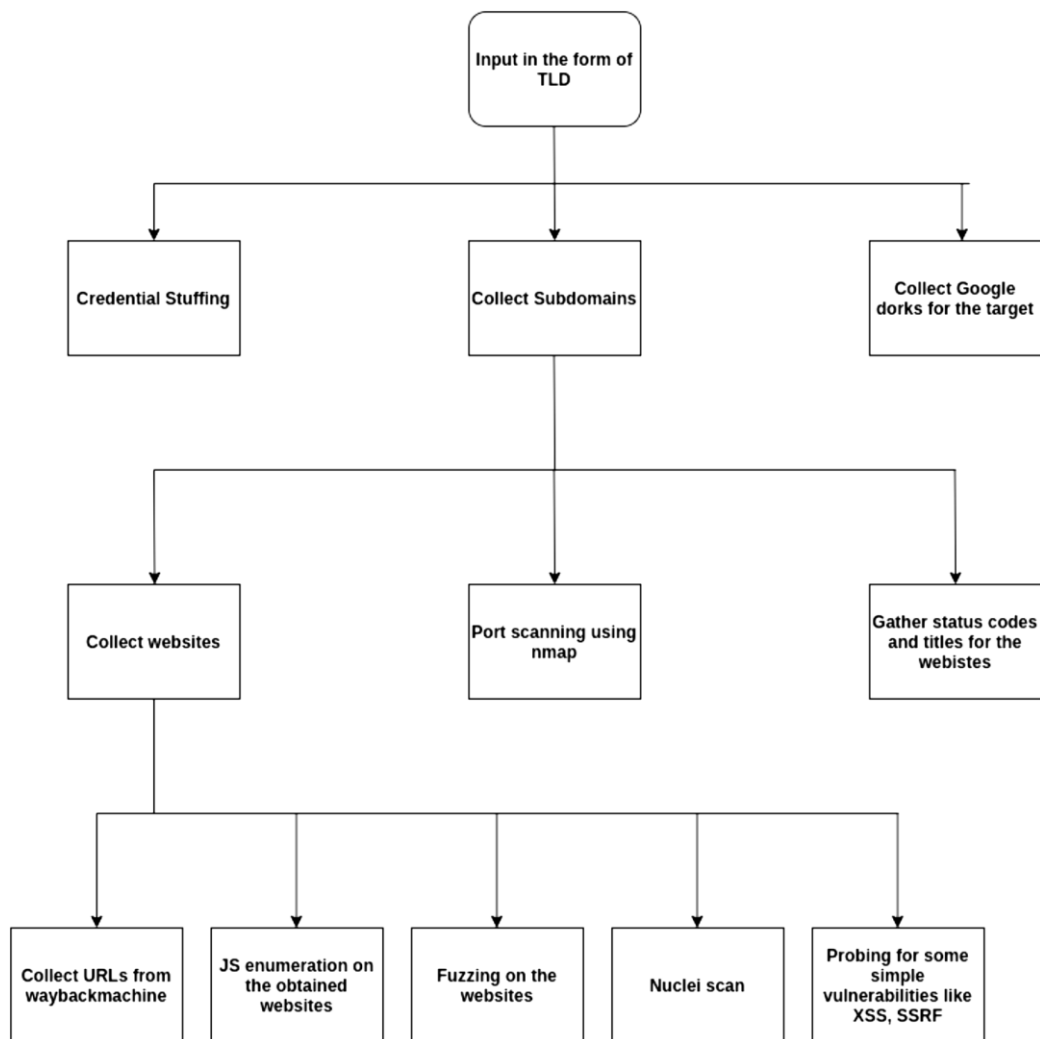 Input in the form of
TLD
Credential Stuffing
Collect Subdomains
Collect Google
dorks for the target
Collect websites
Port scanning using
nmap
Gather status codes
and titles for the
webistes
Collect URLs from
waybackmachine
JS enumeration on
the obtained
websites
Fuzzing on the
websites
Nuclei scan
Probing for some
simple
vulnerabilities like
XSS, SSRF